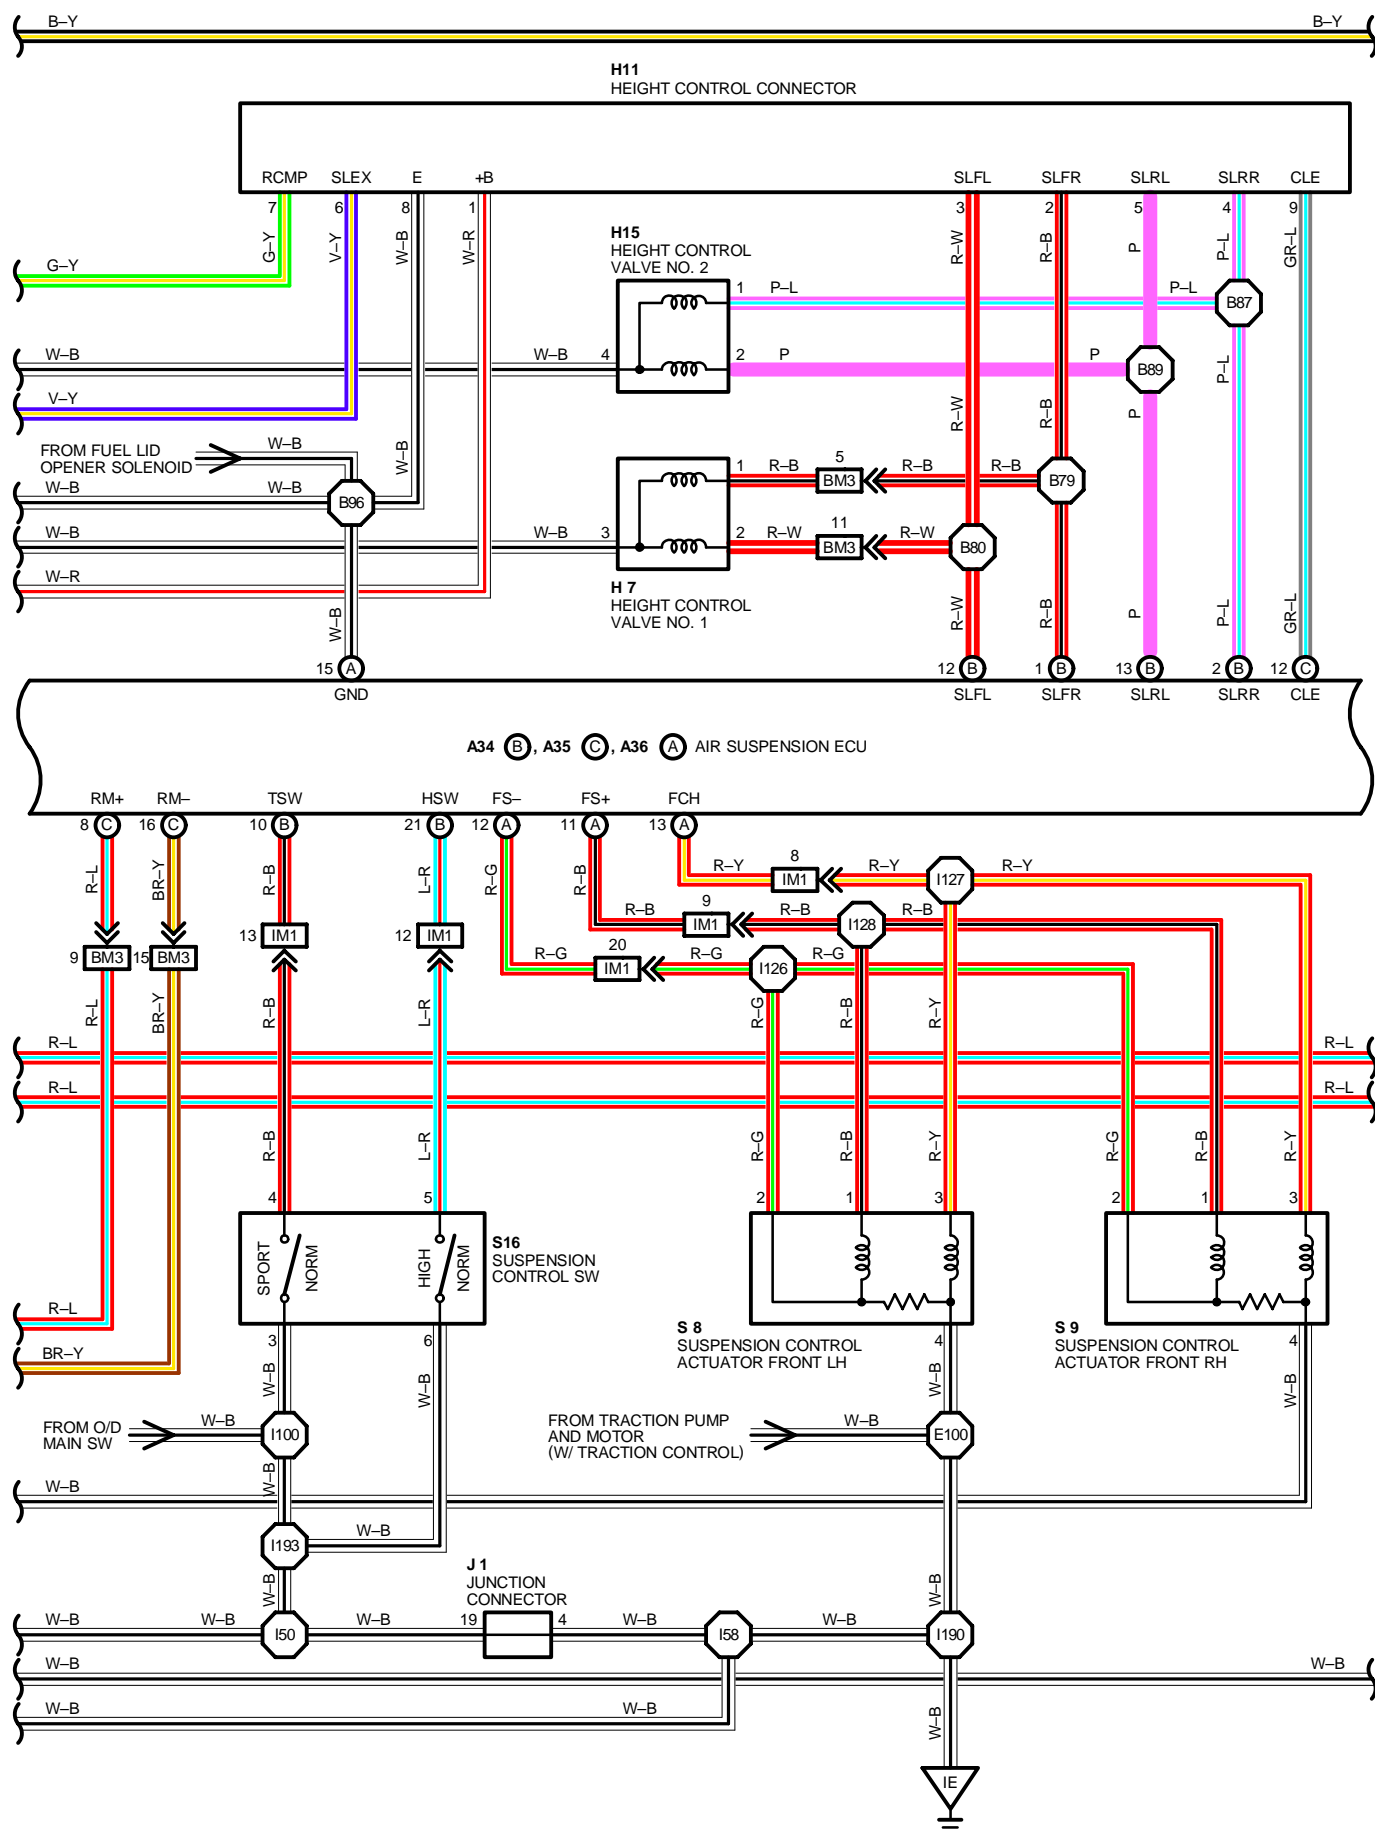 B–Y B–Y
H11
HEIGHT CONTROL CONNECTOR
RCMP SLEX E +B SLFL SLFR SLRL SLRR CLE
7 6 8 1 3 2 5 4 9
G–Y V–Y W–B W–R R–W R–B P P–L GR–L
H15
HEIGHT CONTROL
VALVE NO. 2
G–Y
1 P–L P–L B87
W–B W–B 4 2 P P B89
V–Y
P–L
R–W R–B P
FROM FUEL LID
OPENER SOLENOID
W–B W–B
1 R–B 5 BM3 R–B R–B B79
W–B W–B B96
W–B W–B 3 2 R–W 11 BM3 R–W B80
W–R
H 7
HEIGHT CONTROL
VALVE NO. 1
W–B R–W R–B P P–L GR–L
15 A 12 B 1 B 13 B 2 B 12 C
GND SLFL SLFR SLRL SLRR CLE
A34 B , A35 C , A36 A AIR SUSPENSION ECU
RM+ RM– TSW HSW FS– FS+ FCH
8 C 16 C 10 B 21 B 12 A 11 A 13 A
R–L BR–Y R–B L–R R–G R–B
R–Y 8 IM1 R–Y I127 R–Y
R–B 9 IM1 R–B I128 R–B
13 IM1 12 IM1
9 BM3 15 BM3
R–G 20 IM1 R–G I126 R–G
R–L BR–Y R–B L–R R–G R–B R–Y
R–L R–L
R–L R–L
R–B L–R R–G R–B R–Y R–G R–B R–Y
4 5 2 1 3 2 1 3
SPORT NORM HIGH NORM
S16
SUSPENSION
CONTROL SW
R–L
3 6
S 8
SUSPENSION CONTROL
ACTUATOR FRONT LH
4
S 9
SUSPENSION CONTROL
ACTUATOR FRONT RH
4
BR–Y
W–B W–B W–B W–B
FROM O/D
MAIN SW
W–B I100
FROM TRACTION PUMP
AND MOTOR
(W/ TRACTION CONTROL)
W–B E100
W–B
W–B
I193 W–B
J 1
JUNCTION
CONNECTOR
W–B W–B
W–B W–B I50 W–B 19 4 W–B I58 W–B I190
W–B W–B
W–B W–B
W–B
IE